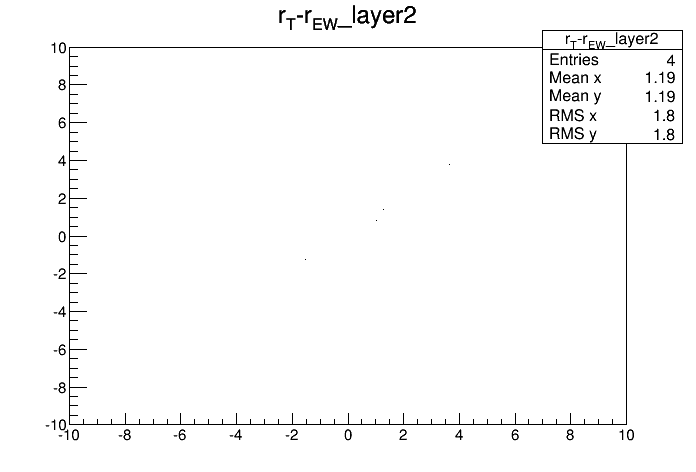 r_T-r_EW_layer2
r_T-r_EW_layer2
Entries 4
Mean x 1.19
Mean y 1.19
RMS x 1.8
RMS y 1.8
10
8
6
4
2
0
-2
-4
-6
-8
-10
-10 -8 -6 -4 -2 0 2 4 6 8 10